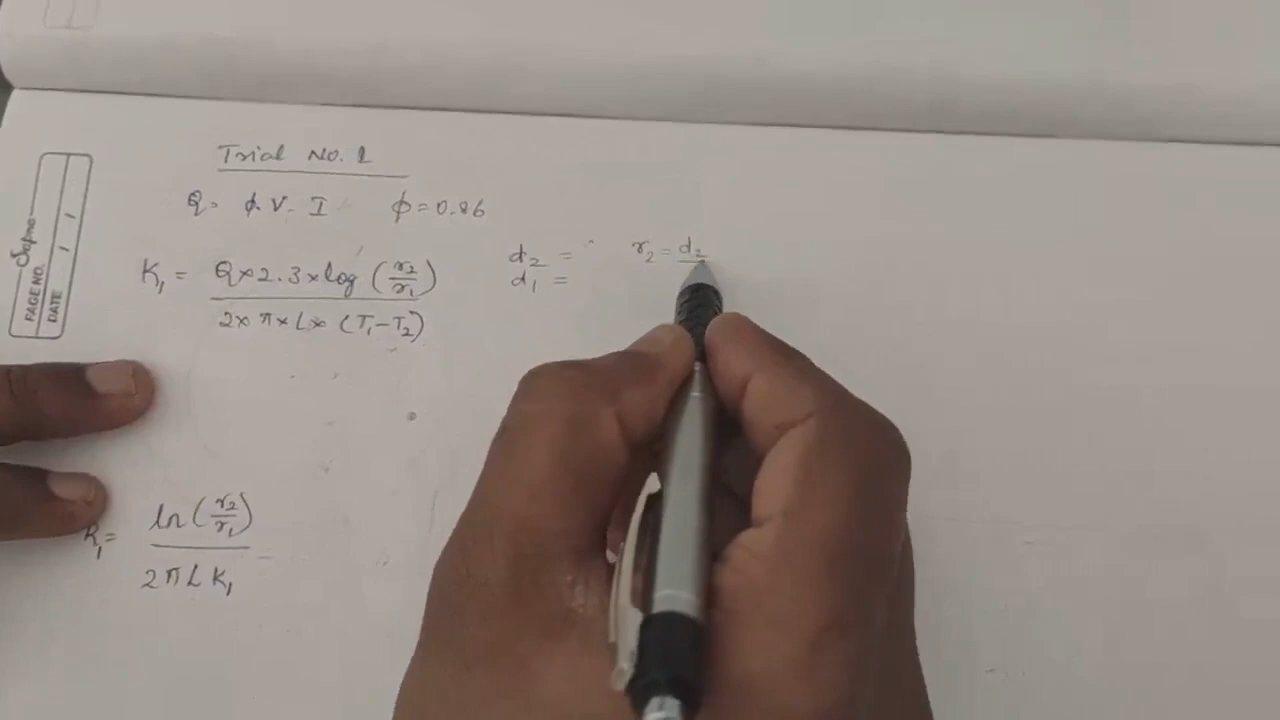 Trial No. 1
Q = ϕ. V - I ϕ = 0.86
K₁ = Q×2.3×log (r₂/r₁) / 2×π×L×(T₁-T₂)
d₂ = r₂ = d₂
d₁ =
R₁ = ln (r₂/r₁) / 2πLK₁
Sapna
PAGE NO.
DATE / /